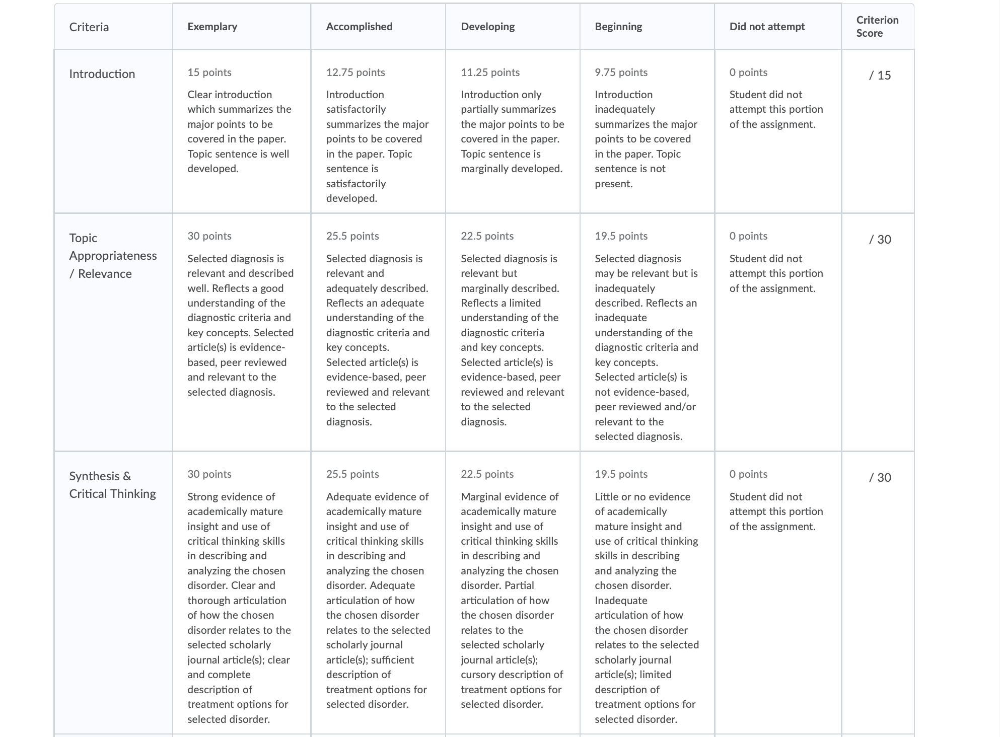 Criteria
Exemplary
Accomplished
Developing
Beginning
Did not attempt
Criterion
Score
Introduction
15 points
Clear introduction
which summarizes the
major points to be
covered in the paper.
Topic sentence is well
developed.
12.75 points
Introduction
satisfactorily
summarizes the major
points to be covered
in the paper. Topic
sentence is
satisfactorily
developed.
11.25 points
Introduction only
partially summarizes
the major points to be
covered in the paper.
Topic sentence is
marginally developed.
9.75 points
Introduction
inadequately
summarizes the major
points to be covered
in the paper. Topic
sentence is not
present.
0 points
Student did not
attempt this portion
of the assignment.
/ 15
Topic
Appropriateness
/ Relevance
30 points
Selected diagnosis is
relevant and described
well. Reflects a good
understanding of the
diagnostic criteria and
key concepts. Selected
article(s) is evidence-
based, peer reviewed
and relevant to the
selected diagnosis.
25.5 points
Selected diagnosis is
relevant and
adequately described.
Reflects an adequate
understanding of the
diagnostic criteria and
key concepts.
Selected article(s) is
evidence-based, peer
reviewed and relevant
to the selected
diagnosis.
22.5 points
Selected diagnosis is
relevant but
marginally described.
Reflects a limited
understanding of the
diagnostic criteria
and key concepts.
Selected article(s) is
evidence-based, peer
reviewed and relevant
to the selected
diagnosis.
19.5 points
Selected diagnosis
may be relevant but is
inadequately
described. Reflects an
inadequate
understanding of the
diagnostic criteria and
key concepts.
Selected article(s) is
not evidence-based,
peer reviewed and/or
relevant to the
selected diagnosis.
0 points
Student did not
attempt this portion
of the assignment.
/ 30
Synthesis &
Critical Thinking
30 points
Strong evidence of
academically mature
insight and use of
critical thinking skills
in describing and
analyzing the chosen
disorder. Clear and
thorough articulation
of how the chosen
disorder relates to the
selected scholarly
journal article(s); clear
and complete
description of
treatment options for
selected disorder.
25.5 points
Adequate evidence of
academically mature
insight and use of
critical thinking skills
in describing and
analyzing the chosen
disorder. Adequate
articulation of how
the chosen disorder
relates to the selected
scholarly journal
article(s); sufficient
description of
treatment options for
selected disorder.
22.5 points
Marginal evidence of
academically mature
insight and use of
critical thinking skills
in describing and
analyzing the chosen
disorder. Partial
articulation of how
the chosen disorder
relates to the
selected scholarly
journal article(s);
cursory description of
treatment options for
selected disorder.
19.5 points
Little or no evidence
of academically
mature insight and
use of critical thinking
skills in describing
and analyzing the
chosen disorder.
Inadequate
articulation of how
the chosen disorder
relates to the selected
scholarly journal
article(s); limited
description of
treatment options for
selected disorder.
0 points
Student did not
attempt this portion
of the assignment.
/ 30